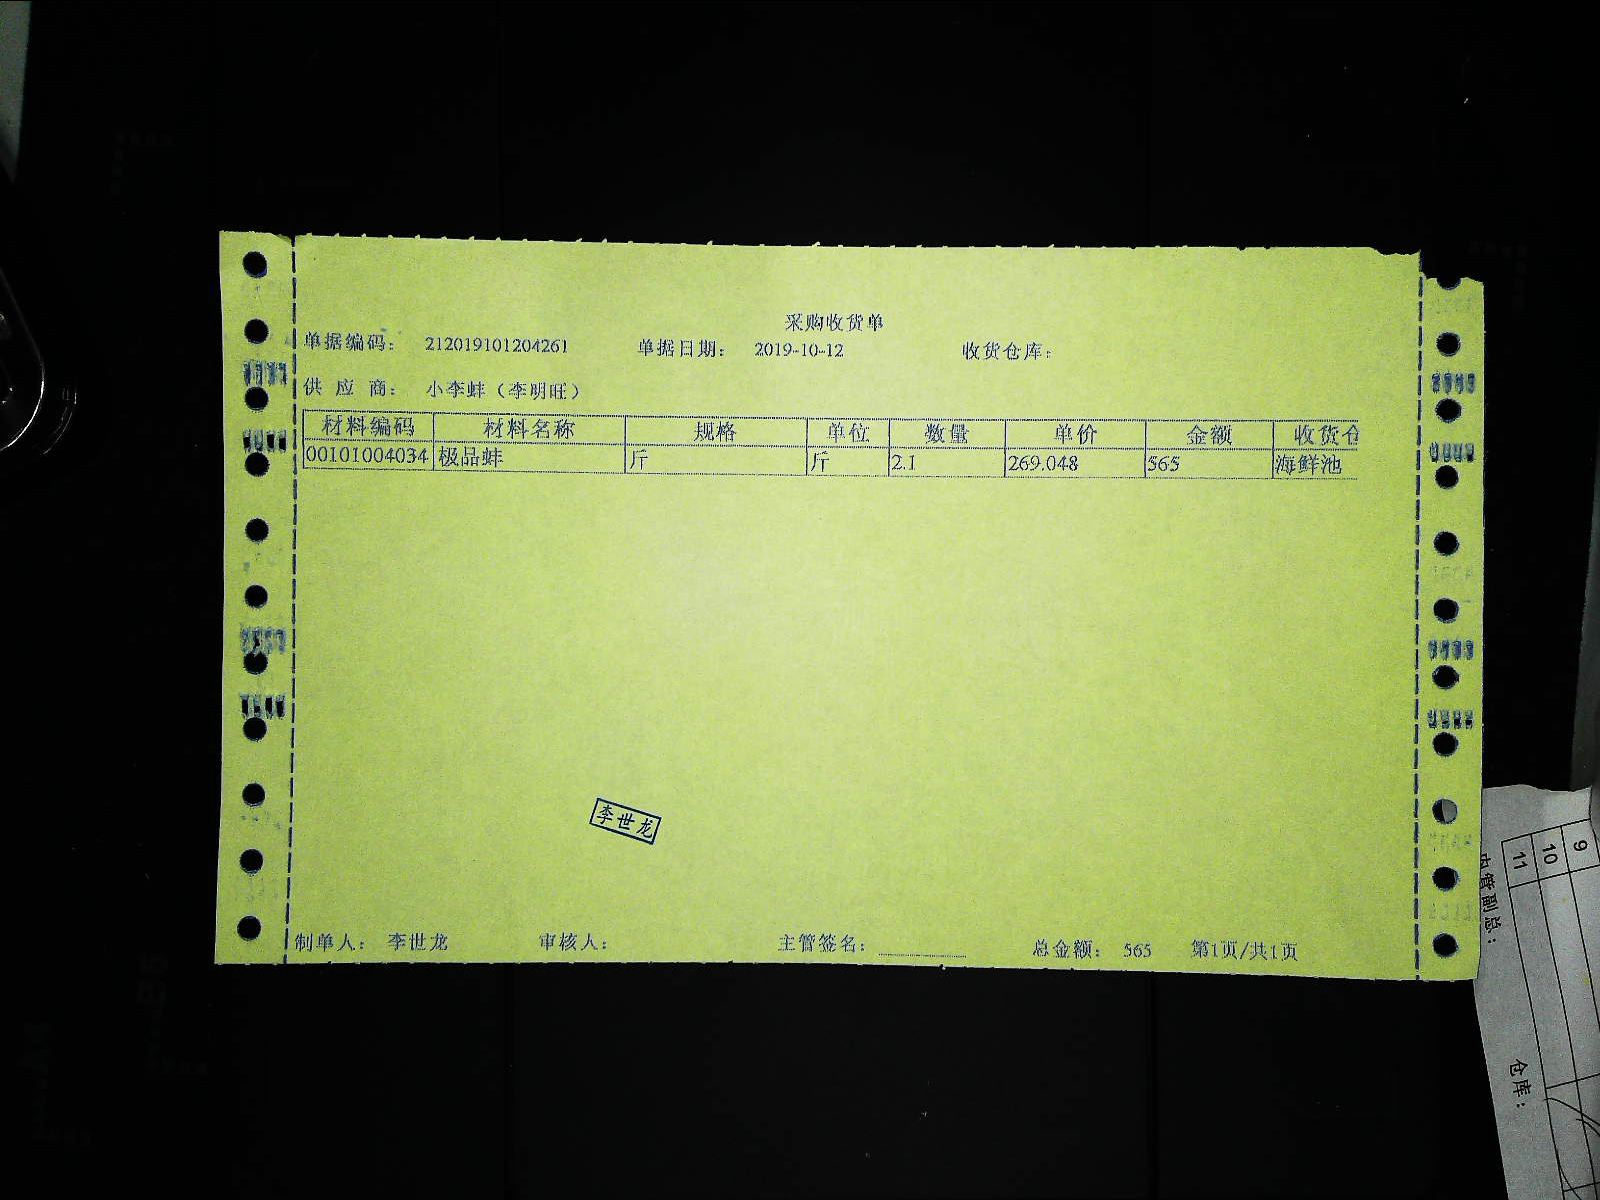 采购收货单
单据编码： 212019101204261 单据日期： 2019-10-12 收货仓库：
供 应 商： 小李蚌（李明旺）
材料编码 材料名称 规格 单位 数量 单价 金额 收货仓
00101004034 极品蚌 斤 斤 2.1 269.048 565 海鲜池
李世龙
制单人： 李世龙 审核人： 主管签名： 总金额： 565 第1页/共1页
9
10
11
管副总：
仓库：